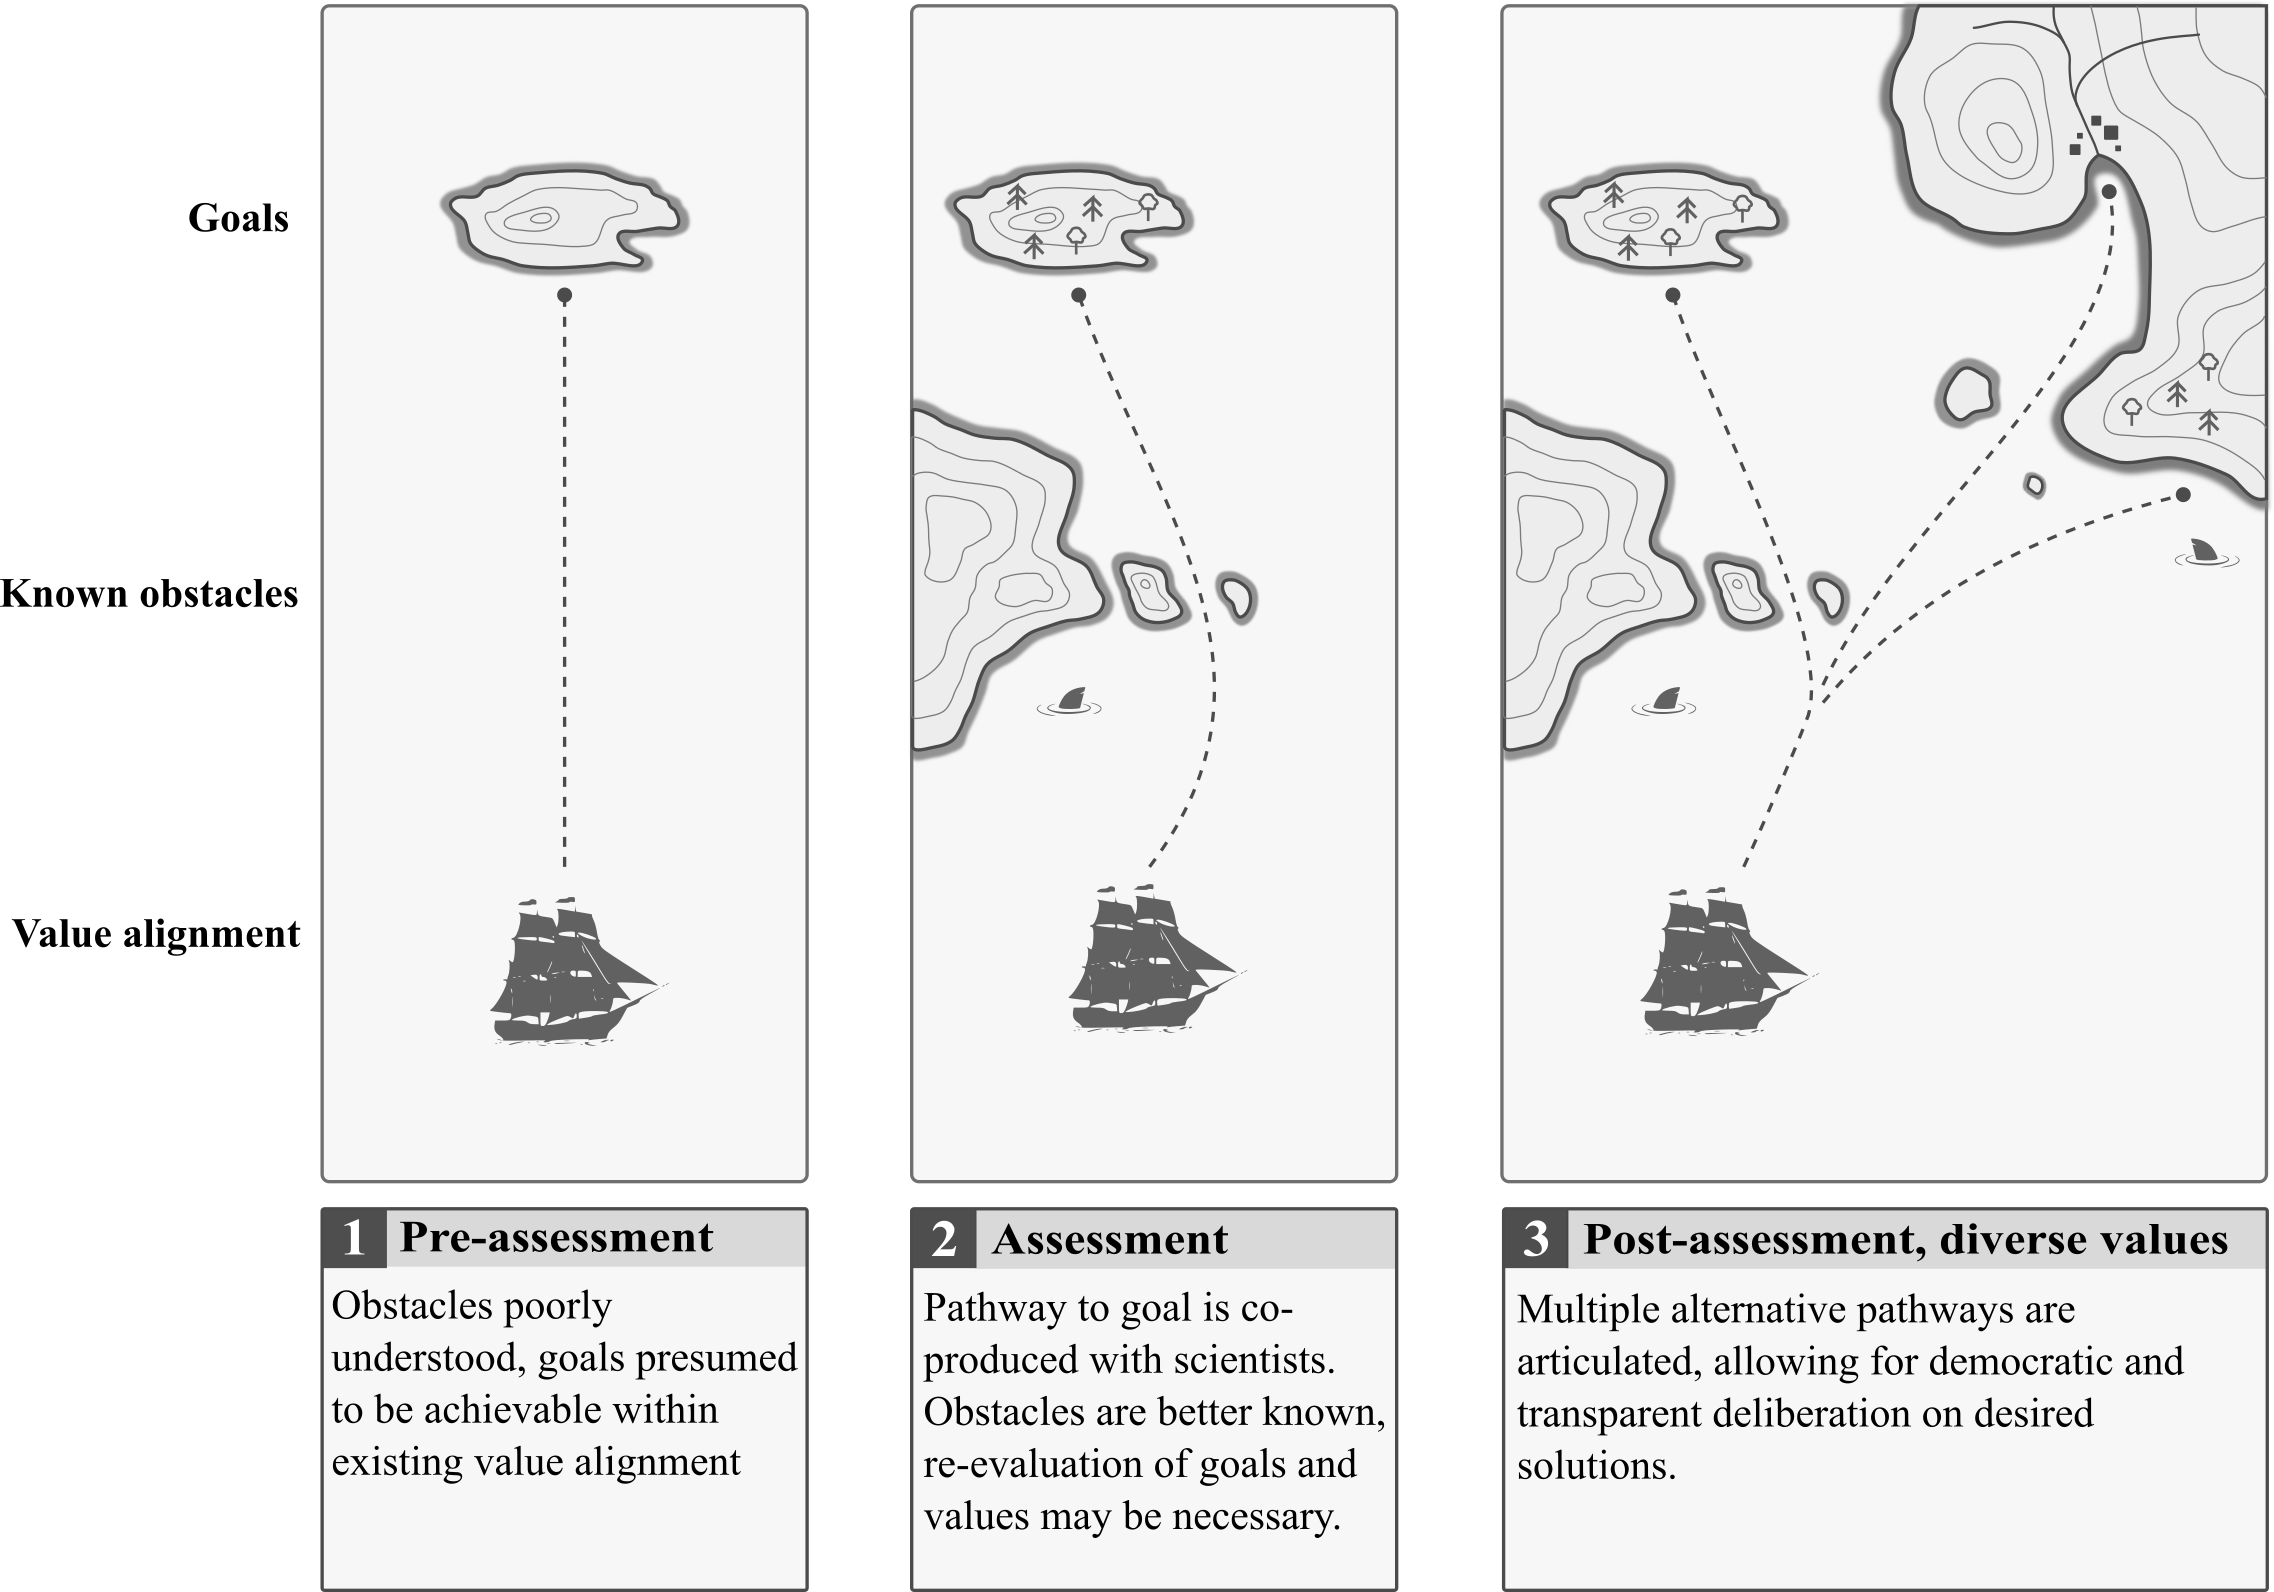 Goals
Known obstacles
Value alignment
1 Pre-assessment
Obstacles poorly
understood, goals presumed
to be achievable within
existing value alignment
2 Assessment
Pathway to goal is co-
produced with scientists.
Obstacles are better known,
re-evaluation of goals and
values may be necessary.
3 Post-assessment, diverse values
Multiple alternative pathways are
articulated, allowing for democratic and
transparent deliberation on desired
solutions.